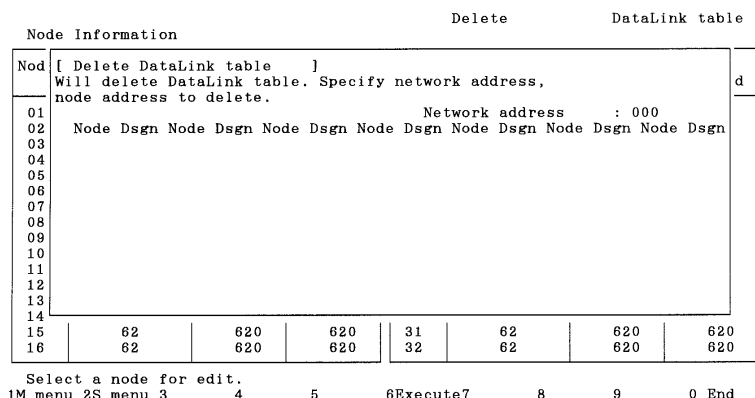 Delete DataLink table
Node Information
Nod [ Delete DataLink table ]
Will delete DataLink table. Specify network address, d
node address to delete.
01 Network address : 000
02 Node Dsgn Node Dsgn Node Dsgn Node Dsgn Node Dsgn Node Dsgn Node Dsgn
03
04
05
06
07
08
09
10
11
12
13
14
15 62 620 620 31 62 620 620
16 62 620 620 32 62 620 620
Select a node for edit.
1M menu 2S menu 3 4 5 6Execute7 8 9 0 End